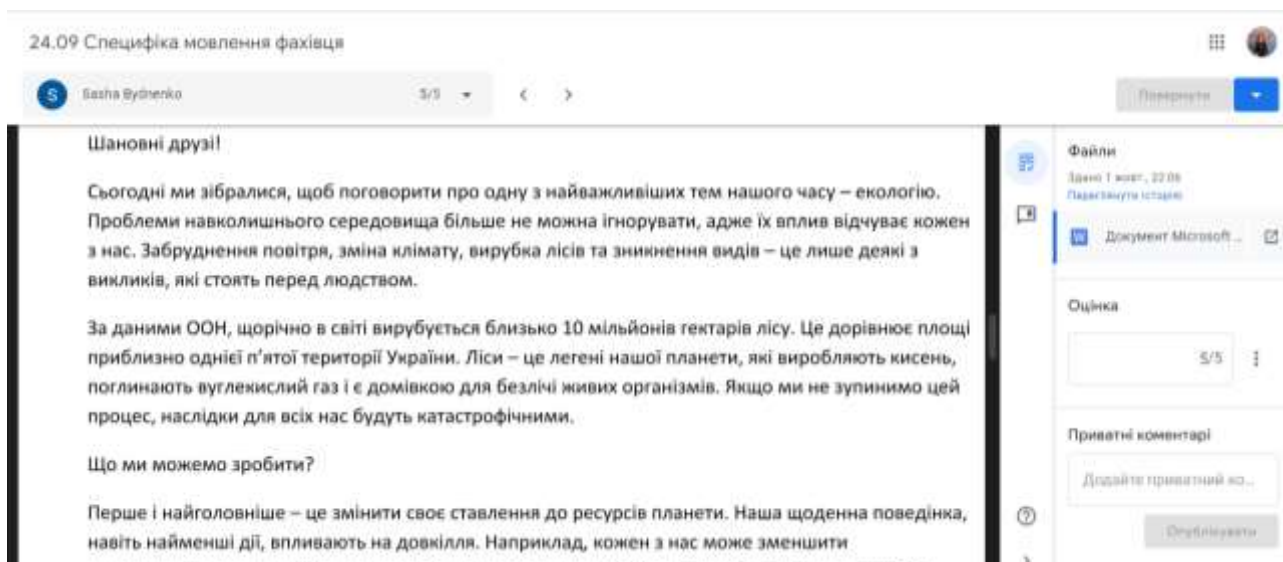 24.09 Специфіка мовлення фахівця
S
Sasha Bydnenko
5/5
Повернути
Шановні друзі!
Сьогодні ми зібралися, щоб поговорити про одну з найважливіших тем нашого часу – екологію.
Проблеми навколишнього середовища більше не можна ігнорувати, адже їх вплив відчуває кожен
з нас. Забруднення повітря, зміна клімату, вирубка лісів та зникнення видів – це лише деякі з
викликів, які стоять перед людством.
За даними ООН, щорічно в світі вирубується близько 10 мільйонів гектарів лісу. Це дорівнює площі
приблизно однієї п’ятої території України. Ліси – це легені нашої планети, які виробляють кисень,
поглинають вуглекислий газ і є домівкою для безлічі живих організмів. Якщо ми не зупинимо цей
процес, наслідки для всіх нас будуть катастрофічними.
Що ми можемо зробити?
Перше і найголовніше – це змінити своє ставлення до ресурсів планети. Наша щоденна поведінка,
навіть найменші дії, впливають на довкілля. Наприклад, кожен з нас може зменшити
Файли
Здано 1 жовт., 22:06
Переглянути історію
W
Документ Microsoft ...
Оцінка
5/5
Приватні коментарі
Додайте приватний ко...
Опублікувати